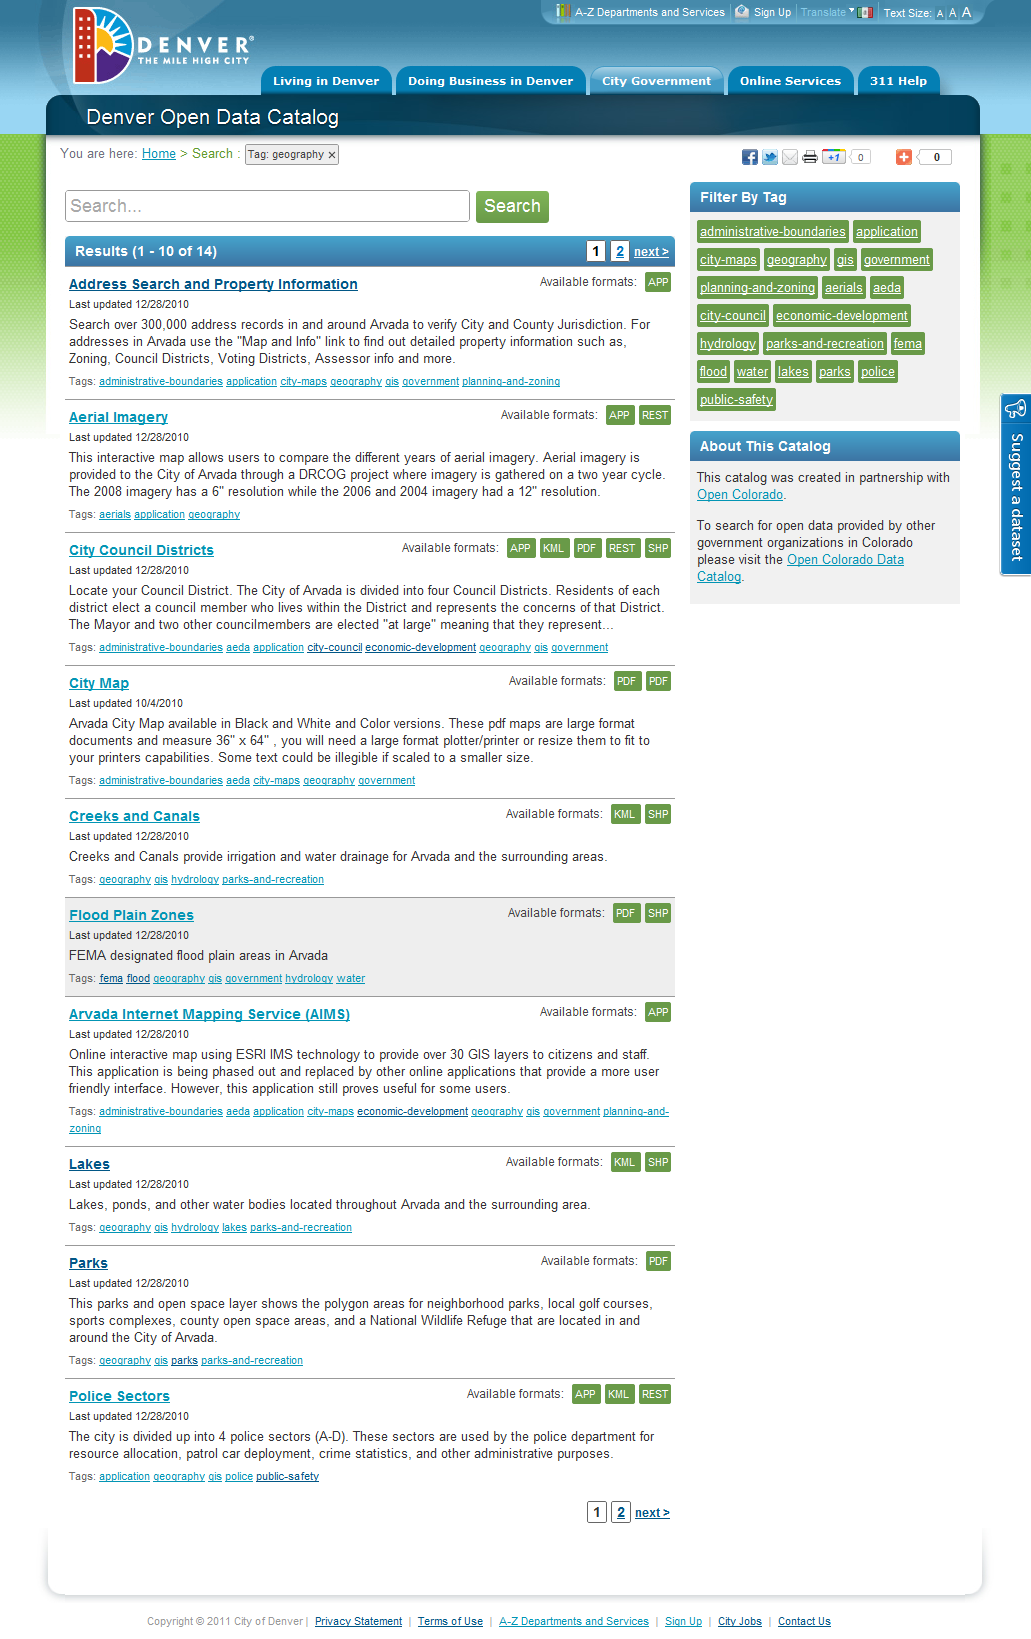 A-Z Departments and Services Sign Up Translate Text Size: A A A
DENVER
THE MILE HIGH CITY
Living in Denver Doing Business in Denver City Government Online Services 311 Help
Denver Open Data Catalog
You are here: Home > Search : Tag: geography ×
+1 0 0
Search... Search
Results (1 - 10 of 14) 1 2 next >
Address Search and Property Information Available formats: APP
Last updated 12/28/2010
Search over 300,000 address records in and around Arvada to verify City and County Jurisdiction. For
addresses in Arvada use the "Map and Info" link to find out detailed property information such as,
Zoning, Council Districts, Voting Districts, Assessor info and more.
Tags: administrative-boundaries application city-maps geography gis government planning-and-zoning
Aerial Imagery Available formats: APP REST
Last updated 12/28/2010
This interactive map allows users to compare the different years of aerial imagery. Aerial imagery is
provided to the City of Arvada through a DRCOG project where imagery is gathered on a two year cycle.
The 2008 imagery has a 6" resolution while the 2006 and 2004 imagery had a 12" resolution.
Tags: aerials application geography
City Council Districts Available formats: APP KML PDF REST SHP
Last updated 12/28/2010
Locate your Council District. The City of Arvada is divided into four Council Districts. Residents of each
district elect a council member who lives within the District and represents the concerns of that District.
The Mayor and two other councilmembers are elected "at large" meaning that they represent...
Tags: administrative-boundaries aeda application city-council economic-development geography gis government
City Map Available formats: PDF PDF
Last updated 10/4/2010
Arvada City Map available in Black and White and Color versions. These pdf maps are large format
documents and measure 36" x 64" , you will need a large format plotter/printer or resize them to fit to
your printers capabilities. Some text could be illegible if scaled to a smaller size.
Tags: administrative-boundaries aeda city-maps geography government
Creeks and Canals Available formats: KML SHP
Last updated 12/28/2010
Creeks and Canals provide irrigation and water drainage for Arvada and the surrounding areas.
Tags: geography gis hydrology parks-and-recreation
Flood Plain Zones Available formats: PDF SHP
Last updated 12/28/2010
FEMA designated flood plain areas in Arvada
Tags: fema flood geography gis government hydrology water
Arvada Internet Mapping Service (AIMS) Available formats: APP
Last updated 12/28/2010
Online interactive map using ESRI IMS technology to provide over 30 GIS layers to citizens and staff.
This application is being phased out and replaced by other online applications that provide a more user
friendly interface. However, this application still proves useful for some users.
Tags: administrative-boundaries aeda application city-maps economic-development geography gis government planning-and-
zoning
Lakes Available formats: KML SHP
Last updated 12/28/2010
Lakes, ponds, and other water bodies located throughout Arvada and the surrounding area.
Tags: geography gis hydrology lakes parks-and-recreation
Parks Available formats: PDF
Last updated 12/28/2010
This parks and open space layer shows the polygon areas for neighborhood parks, local golf courses,
sports complexes, county open space areas, and a National Wildlife Refuge that are located in and
around the City of Arvada.
Tags: geography gis parks parks-and-recreation
Police Sectors Available formats: APP KML REST
Last updated 12/28/2010
The city is divided up into 4 police sectors (A-D). These sectors are used by the police department for
resource allocation, patrol car deployment, crime statistics, and other administrative purposes.
Tags: application geography gis police public-safety
1 2 next >
Filter By Tag
administrative-boundaries application
city-maps geography gis government
planning-and-zoning aerials aeda
city-council economic-development
hydrology parks-and-recreation fema
flood water lakes parks police
public-safety
About This Catalog
This catalog was created in partnership with
Open Colorado.
To search for open data provided by other
government organizations in Colorado
please visit the Open Colorado Data
Catalog.
Suggest a dataset
Copyright © 2011 City of Denver | Privacy Statement | Terms of Use | A-Z Departments and Services | Sign Up | City Jobs | Contact Us